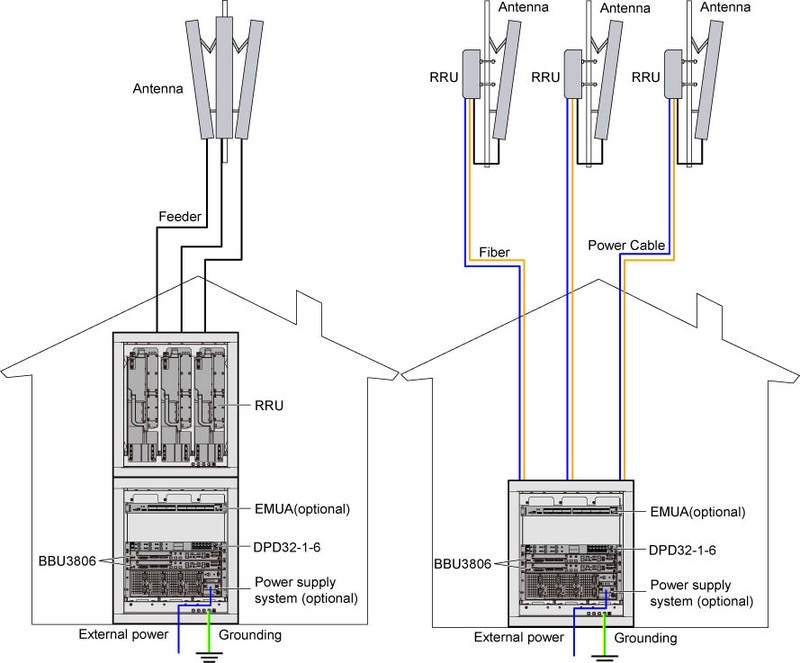 Antenna
Feeder
RRU
EMUA(optional)
DPD32-1-6
BBU3806
Power supply
system (optional)
External power
Grounding
Antenna
Antenna
Antenna
RRU
RRU
RRU
Fiber
Power Cable
EMUA(optional)
DPD32-1-6
BBU3806
Power supply
system (optional)
External power
Grounding